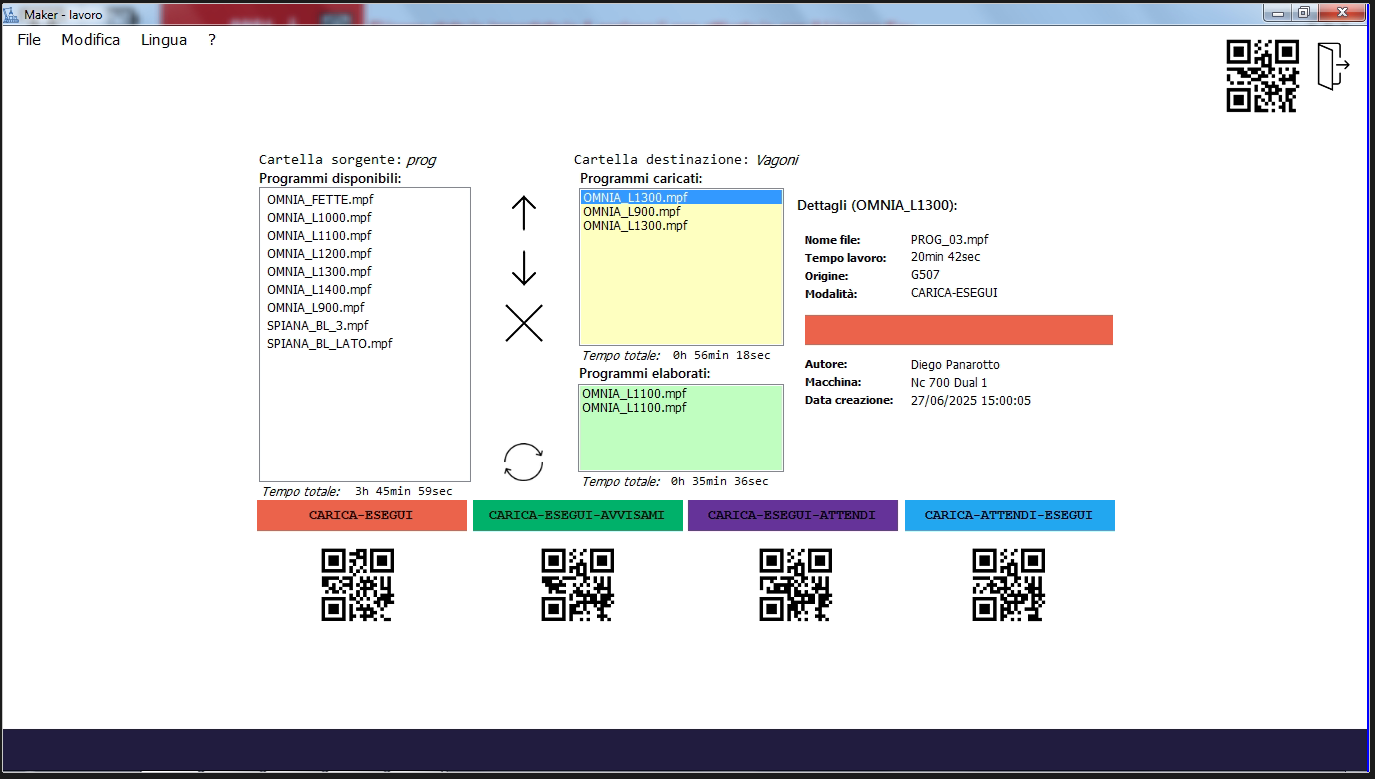 Maker - lavoro
File Modifica Lingua ?
Cartella sorgente: prog
Programmi disponibili:
OMNIA_FETTE.mpf
OMNIA_L1000.mpf
OMNIA_L1100.mpf
OMNIA_L1200.mpf
OMNIA_L1300.mpf
OMNIA_L1400.mpf
OMNIA_L900.mpf
SPIANA_BL_3.mpf
SPIANA_BL_LATO.mpf
Tempo totale: 3h 45min 59sec
Cartella destinazione: Vagoni
Programmi caricati:
OMNIA_L1300.mpf
OMNIA_L900.mpf
OMNIA_L1300.mpf
Tempo totale: 0h 56min 18sec
Programmi elaborati:
OMNIA_L1100.mpf
OMNIA_L1100.mpf
Tempo totale: 0h 35min 36sec
Dettagli (OMNIA_L1300):
Nome file: PROG_03.mpf
Tempo lavoro: 20min 42sec
Origine: G507
Modalità: CARICA-ESEGUI
Autore: Diego Panarotto
Macchina: Nc 700 Dual 1
Data creazione: 27/06/2025 15:00:05
CARICA-ESEGUI
CARICA-ESEGUI-AVVISAMI
CARICA-ESEGUI-ATTENDI
CARICA-ATTENDI-ESEGUI